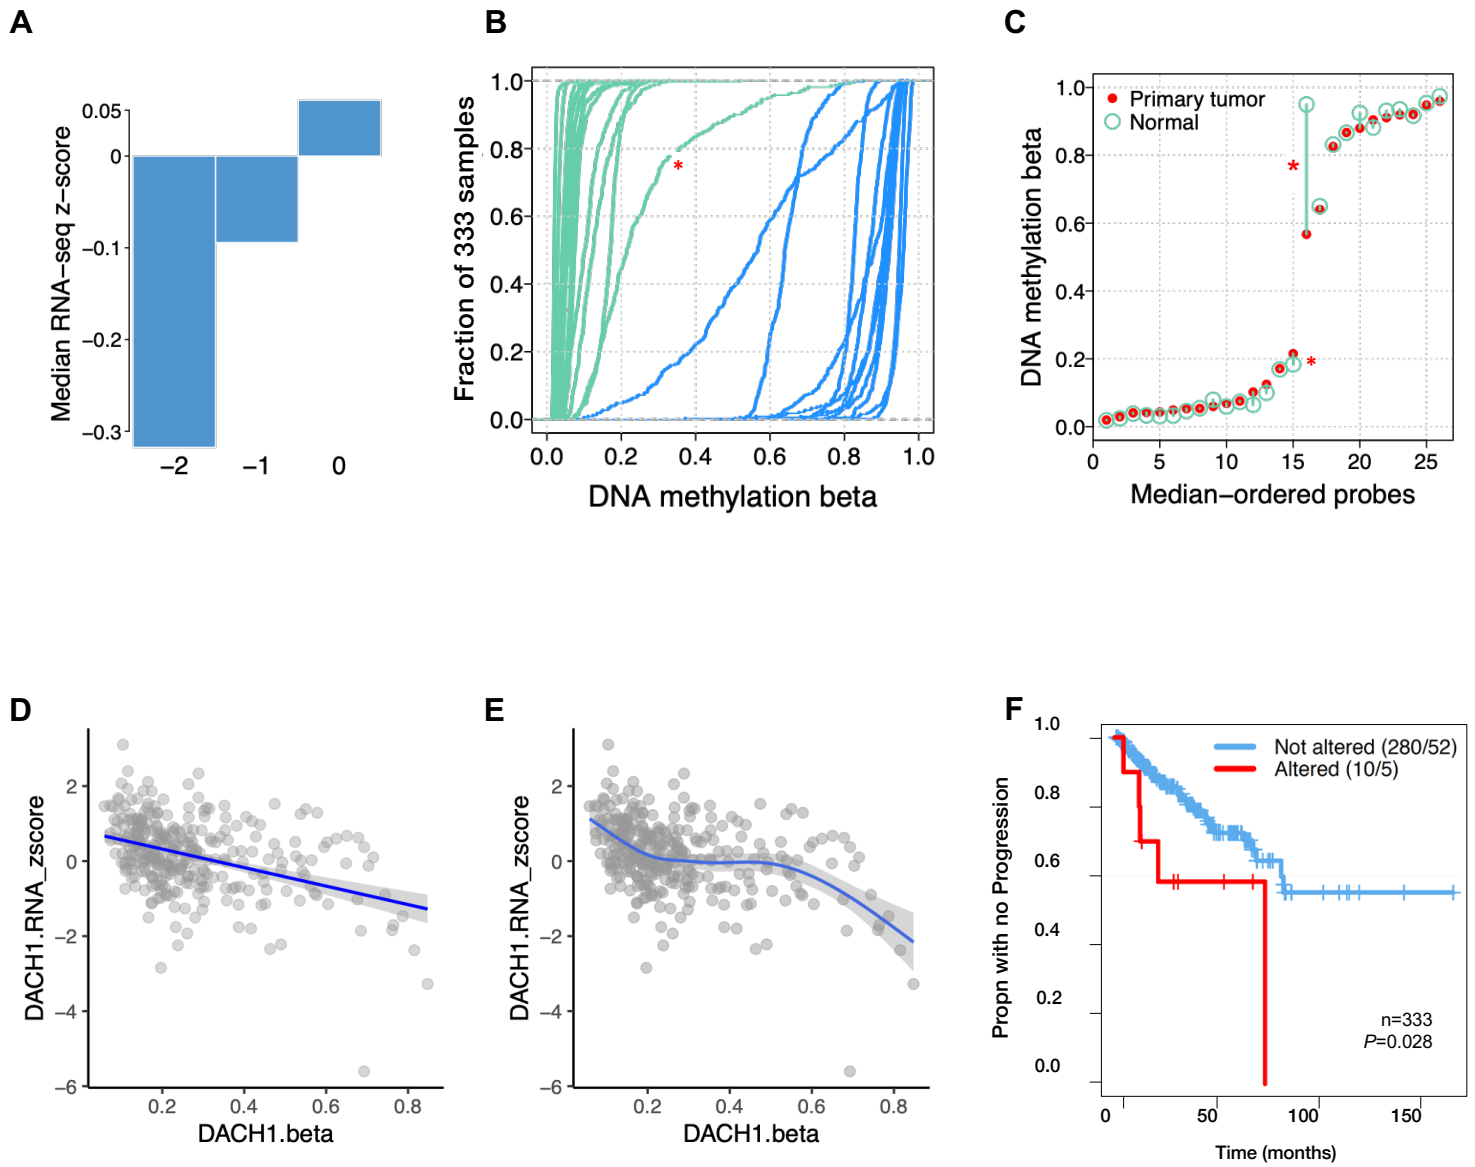 A
Median RNA−seq z−score
0.05
0
−0.1
−0.2
−0.3
−2 −1 0
B
Fraction of 333 samples
1.0
0.8
0.6
0.4
0.2
0.0
*
0.0 0.2 0.4 0.6 0.8 1.0
DNA methylation beta
C
DNA methylation beta
1.0
0.8
0.6
0.4
0.2
0.0
Primary tumor
Normal
*
*
0 5 10 15 20 25
Median−ordered probes
D
DACH1.RNA_zscore
2
0
−2
−4
−6
0.2 0.4 0.6 0.8
DACH1.beta
E
DACH1.RNA_zscore
2
0
−2
−4
−6
0.2 0.4 0.6 0.8
DACH1.beta
F
Propn with no Progression
1.0
0.8
0.6
0.4
0.2
0.0
Not altered (280/52)
Altered (10/5)
n=333
P=0.028
0 50 100 150
Time (months)